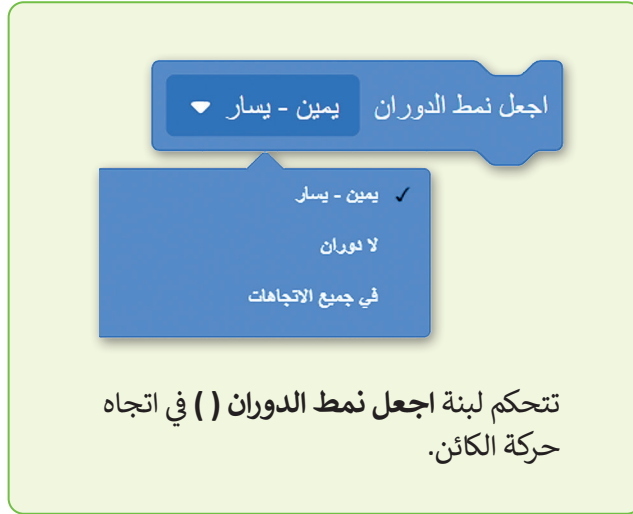 اجعل نمط الدوران يمين - يسار
✓ يمين - يسار
لا دوران
في جميع الاتجاهات
تتحكم لبنة اجعل نمط الدوران ( ) في اتجاه
حركة الكائن.